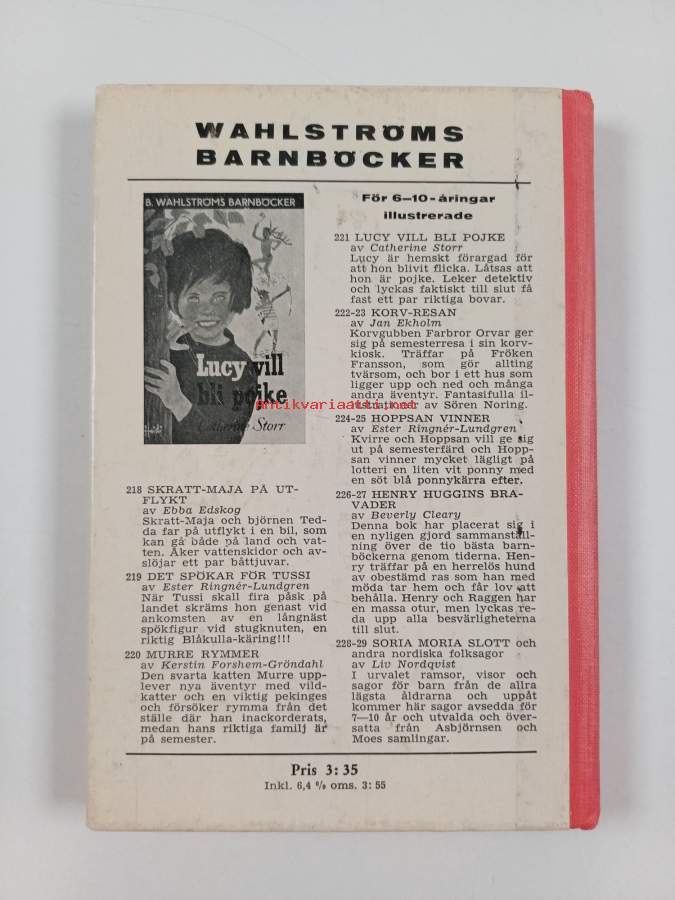 WAHLSTRÖMS
BARNBÖCKER
B. WAHLSTRÖMS BARNBÖCKER
Lucy vill
bli pojke
Catherine Storr
218 SKRATT-MAJA PÅ UT-
FLYKT
av Ebba Edskog
Skratt-Maja och björnen Ted-
da far på utflykt i en bil, som
kan gå både på land och vat-
ten. Åker vattenskidor och av-
slöjar ett par båttjuvar.
219 DET SPÖKAR FÖR TUSSI
av Ester Ringnér-Lundgren
När Tussi skall fira påsk på
landet skräms hon genast vid
ankomsten av en långnäst
spökfigur vid stugknuten, en
riktig Blåkulla-käring!!!
220 MURRE RYMMER
av Kerstin Forshem-Gröndahl
Den svarta katten Murre upp-
lever nya äventyr med vild-
katter och en viktig pekinges
och försöker rymma från det
ställe där han inackorderats,
medan hans riktiga familj är
på semester.
För 6—10-åringar
illustrerade
221 LUCY VILL BLI POJKE
av Catherine Storr
Lucy är hemskt förargad för
att hon blivit flicka. Låtsas att
hon är pojke. Leker detektiv
och lyckas faktiskt till slut få
fast ett par riktiga bovar.
222-23 KORV-RESAN
av Jan Ekholm
Korvgubben Farbror Orvar ger
sig på semesterresa i sin korv-
kiosk. Träffar på Fröken
Fransson, som gör allting
tvärsom, och bor i ett hus som
ligger upp och ned och många
andra äventyr. Fantasifulla il-
lustrationer av Sören Noring.
antikvariaatti.net
224-25 HOPPSAN VINNER
av Ester Ringnér-Lundgren
Kvirre och Hoppsan vill ge sig
ut på semesterfärd och Hopp-
san vinner mycket lägligt på
lotteri en liten vit ponny med
en söt blå ponnykärra efter.
226-27 HENRY HUGGINS BRA-
VADER
av Beverly Cleary
Denna bok har placerat sig i
en nyligen gjord sammanställ-
ning över de tio bästa barn-
böckerna genom tiderna. Hen-
ry träffar på en herrelös hund
av obestämd ras som han med
möda tar hem och får lov att
behålla. Henry och Raggen har
en massa otur, men lyckas re-
da upp alla besvärligheterna
till slut.
228-29 SORIA MORIA SLOTT och
andra nordiska folksagor
av Liv Nordqvist
I urvalet ramsor, visor och
sagor för barn från de allra
lägsta åldrarna och uppåt
kommer här sagor avsedda för
7—10 år och utvalda och över-
satta från Asbjörnsen och
Moes samlingar.
Pris 3: 35
Inkl. 6,4 % oms. 3: 55